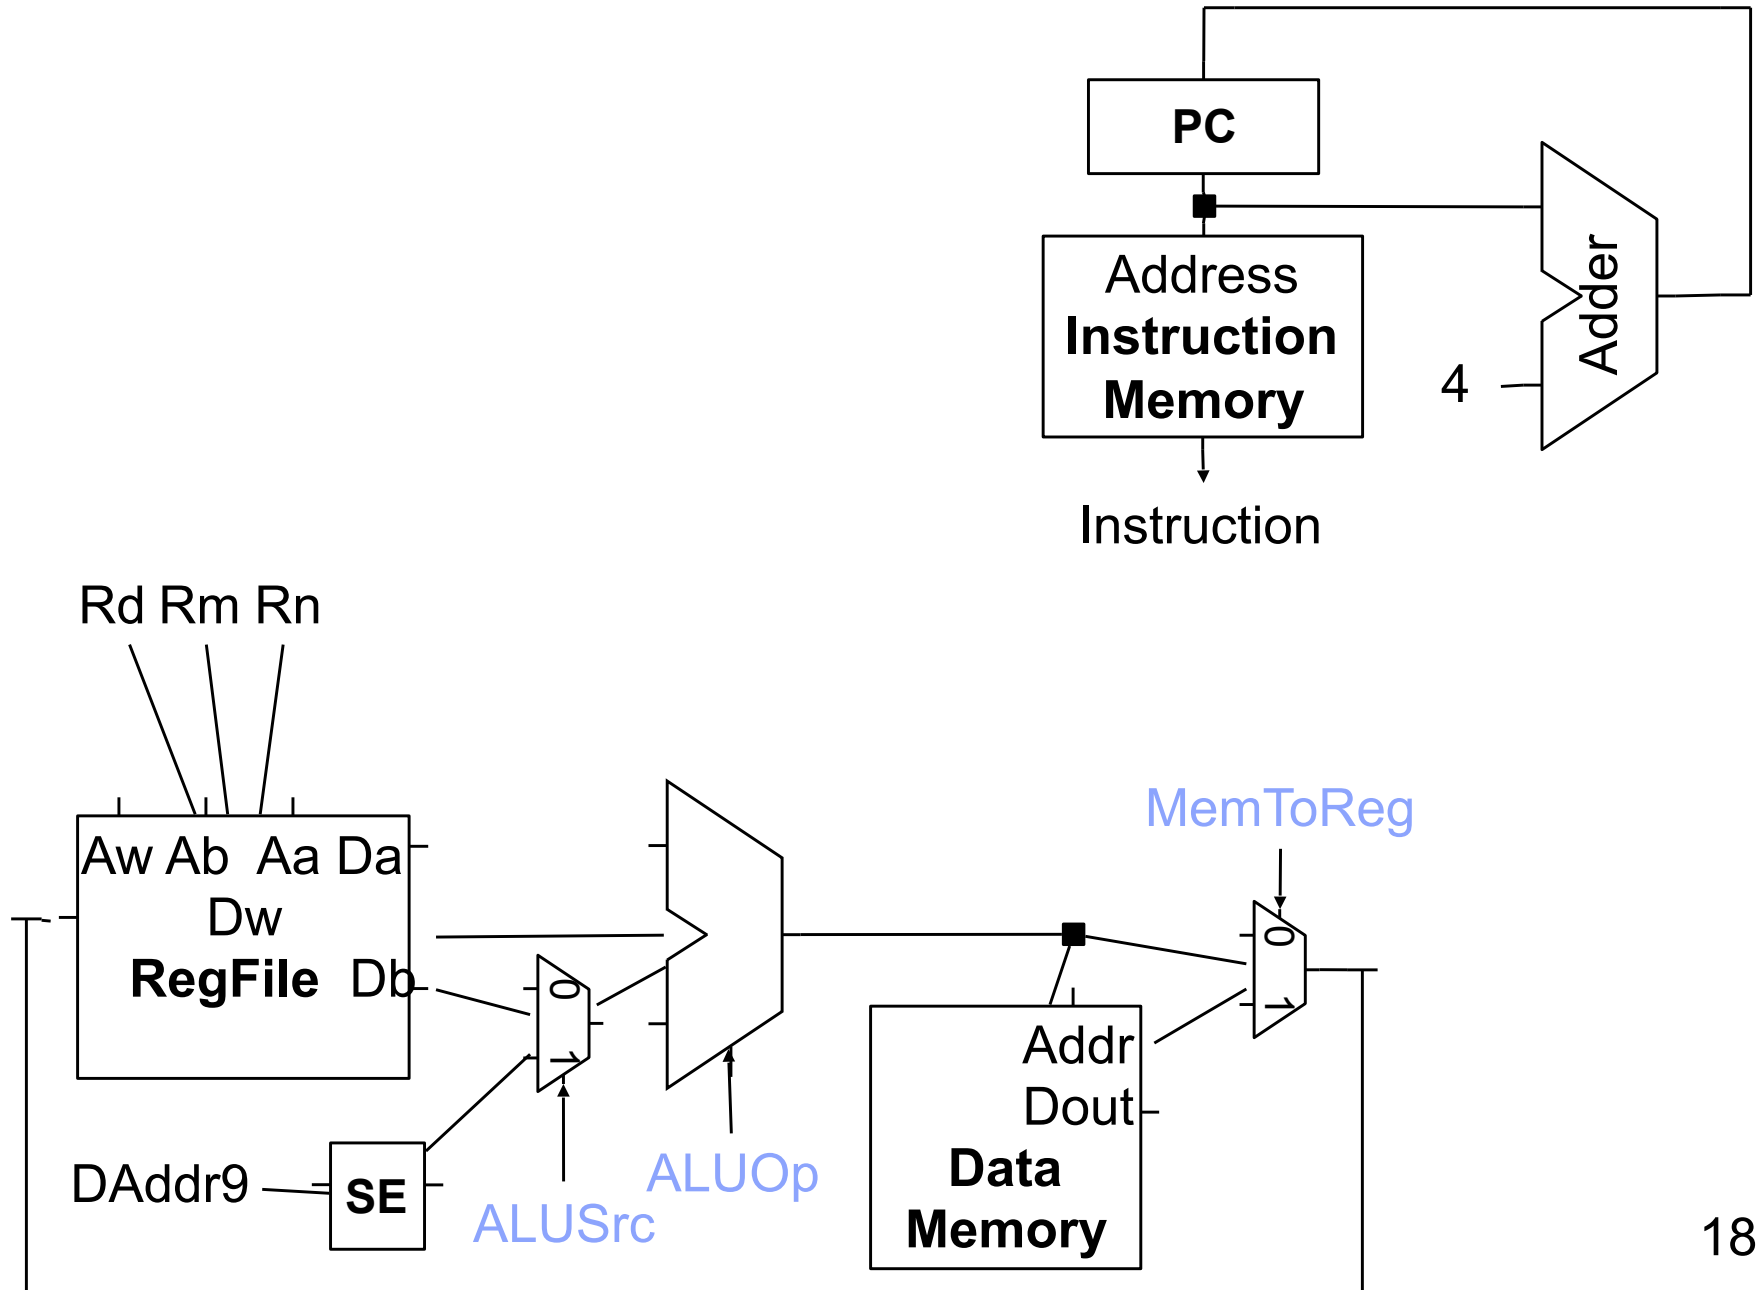 PC
Address
Instruction
Memory
Adder
4
Instruction
Rd Rm Rn
Aw Ab Aa Da
Dw
RegFile Db
MemToReg
0
1
0
1
Addr
Dout
Data
Memory
DAddr9
SE
ALUSrc
ALUOp
18